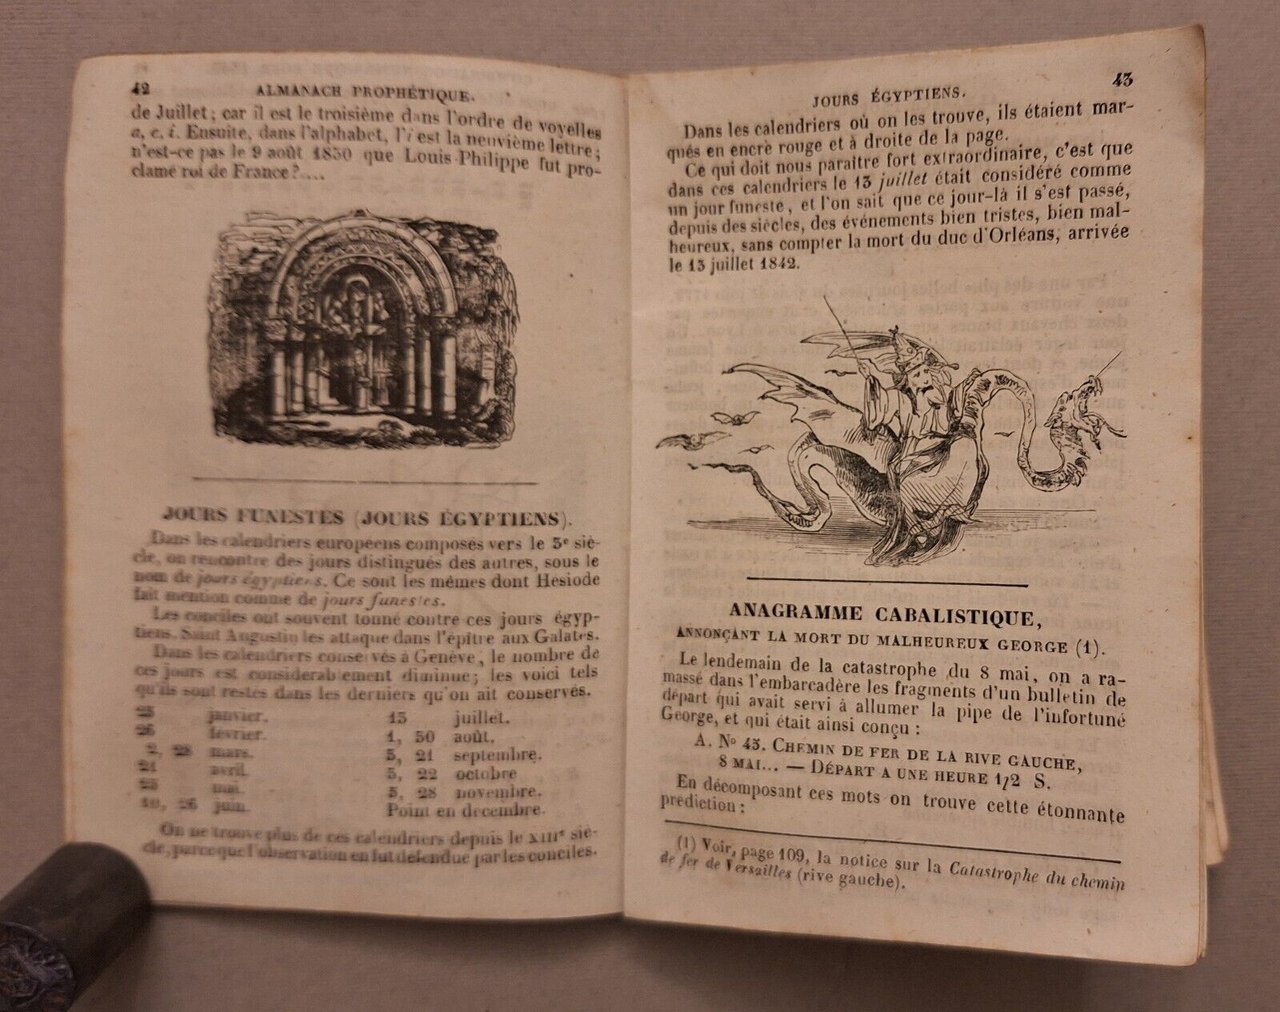 42
ALMANACH PROPHÉTIQUE.
de Juillet; car il est le troisième dans l'ordre de voyelles
a, e, i. Ensuite, dans l'alphabet, l'i est la neuvième lettre;
n'est-ce pas le 9 août 1830 que Louis-Philippe fut pro-
clamé roi de France?....
JOURS FUNESTES (JOURS ÉGYPTIENS).
Dans les calendriers européens composés vers le 5e siè-
cle, on rencontre des jours distingués des autres, sous le
nom de jours égyptiens. Ce sont les mêmes dont Hesiode
fait mention comme de jours funestes.
Les conciles ont souvent tonné contre ces jours égyp-
tiens. Saint Augustin les attaque dans l'épître aux Galates.
Dans les calendriers conservés à Genève, le nombre de
ces jours est considérablement diminué; les voici tels
qu'ils sont restés dans les derniers qu'on ait conservés.
25 janvier. 13 juillet.
26 février. 1, 30 août.
2, 28 mars. 3, 21 septembre.
21 avril. 3, 22 octobre
25 mai. 5, 28 novembre.
10, 26 juin. Point en decembre.
On ne trouve plus de ces calendriers depuis le XIIIe siè-
cle, parce que l'observation en fut défendue par les conciles.
JOURS ÉGYPTIENS.
43
Dans les calendriers où on les trouve, ils étaient mar-
qués en encre rouge et à droite de la page.
Ce qui doit nous paraître fort extraordinaire, c'est que
dans ces calendriers le 13 juillet était considéré comme
un jour funeste, et l'on sait que ce jour-là il s'est passé,
depuis des siècles, des événements bien tristes, bien mal-
heureux, sans compter la mort du duc d'Orléans, arrivée
le 13 juillet 1842.
ANAGRAMME CABALISTIQUE,
ANNONÇANT LA MORT DU MALHEUREUX GEORGE (1).
Le lendemain de la catastrophe du 8 mai, on a ra-
massé dans l'embarcadère les fragments d'un bulletin de
départ qui avait servi à allumer la pipe de l'infortuné
George, et qui était ainsi conçu :
A. No 43. CHEMIN DE FER DE LA RIVE GAUCHE,
8 MAI... — DÉPART A UNE HEURE 1/2 S.
En décomposant ces mots on trouve cette étonnante
prédiction :
(1) Voir, page 109, la notice sur la Catastrophe du chemin
de fer de Versailles (rive gauche).